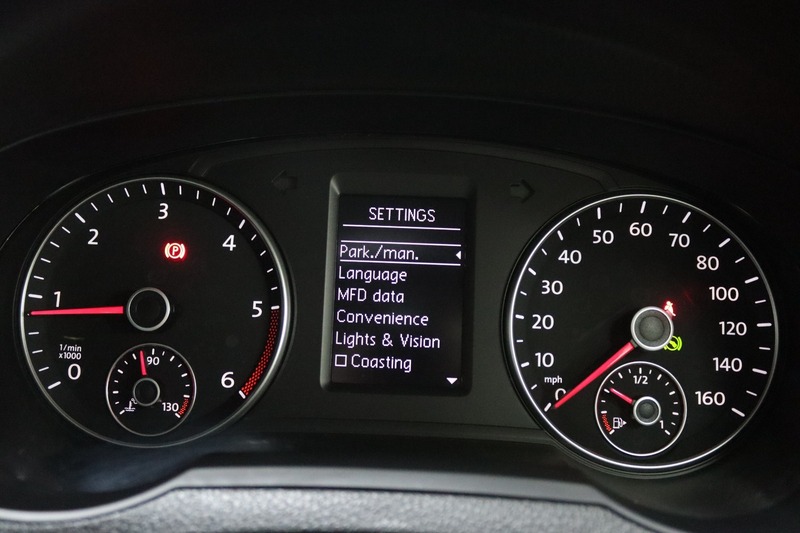 SETTINGS
Park./man.
Language
MFD data
Convenience
Lights & Vision
Coasting
0
1
2
3
4
5
6
1/min
x1000
90
130
P
0
10
20
30
40
50
60
70
80
100
120
140
160
mph
1/2
1